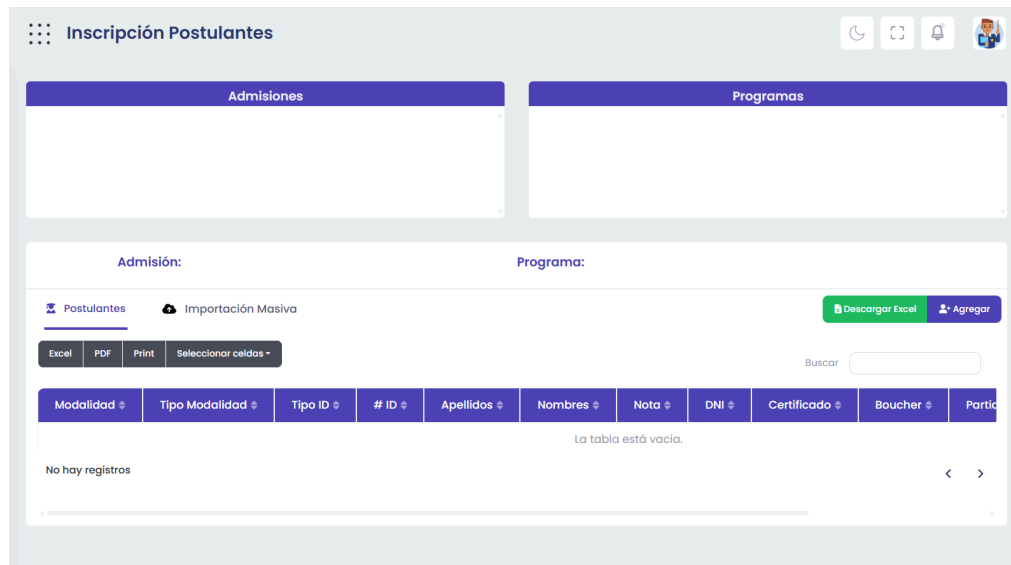 Inscripción Postulantes
Admisiones
Programas
Admisión:
Programa:
Postulantes
Importación Masiva
Descargar Excel
Agregar
Excel
PDF
Print
Seleccionar celdas
Buscar
Modalidad
Tipo Modalidad
Tipo ID
# ID
Apellidos
Nombres
Nota
DNI
Certificado
Boucher
Partic
La tabla está vacia.
No hay registros